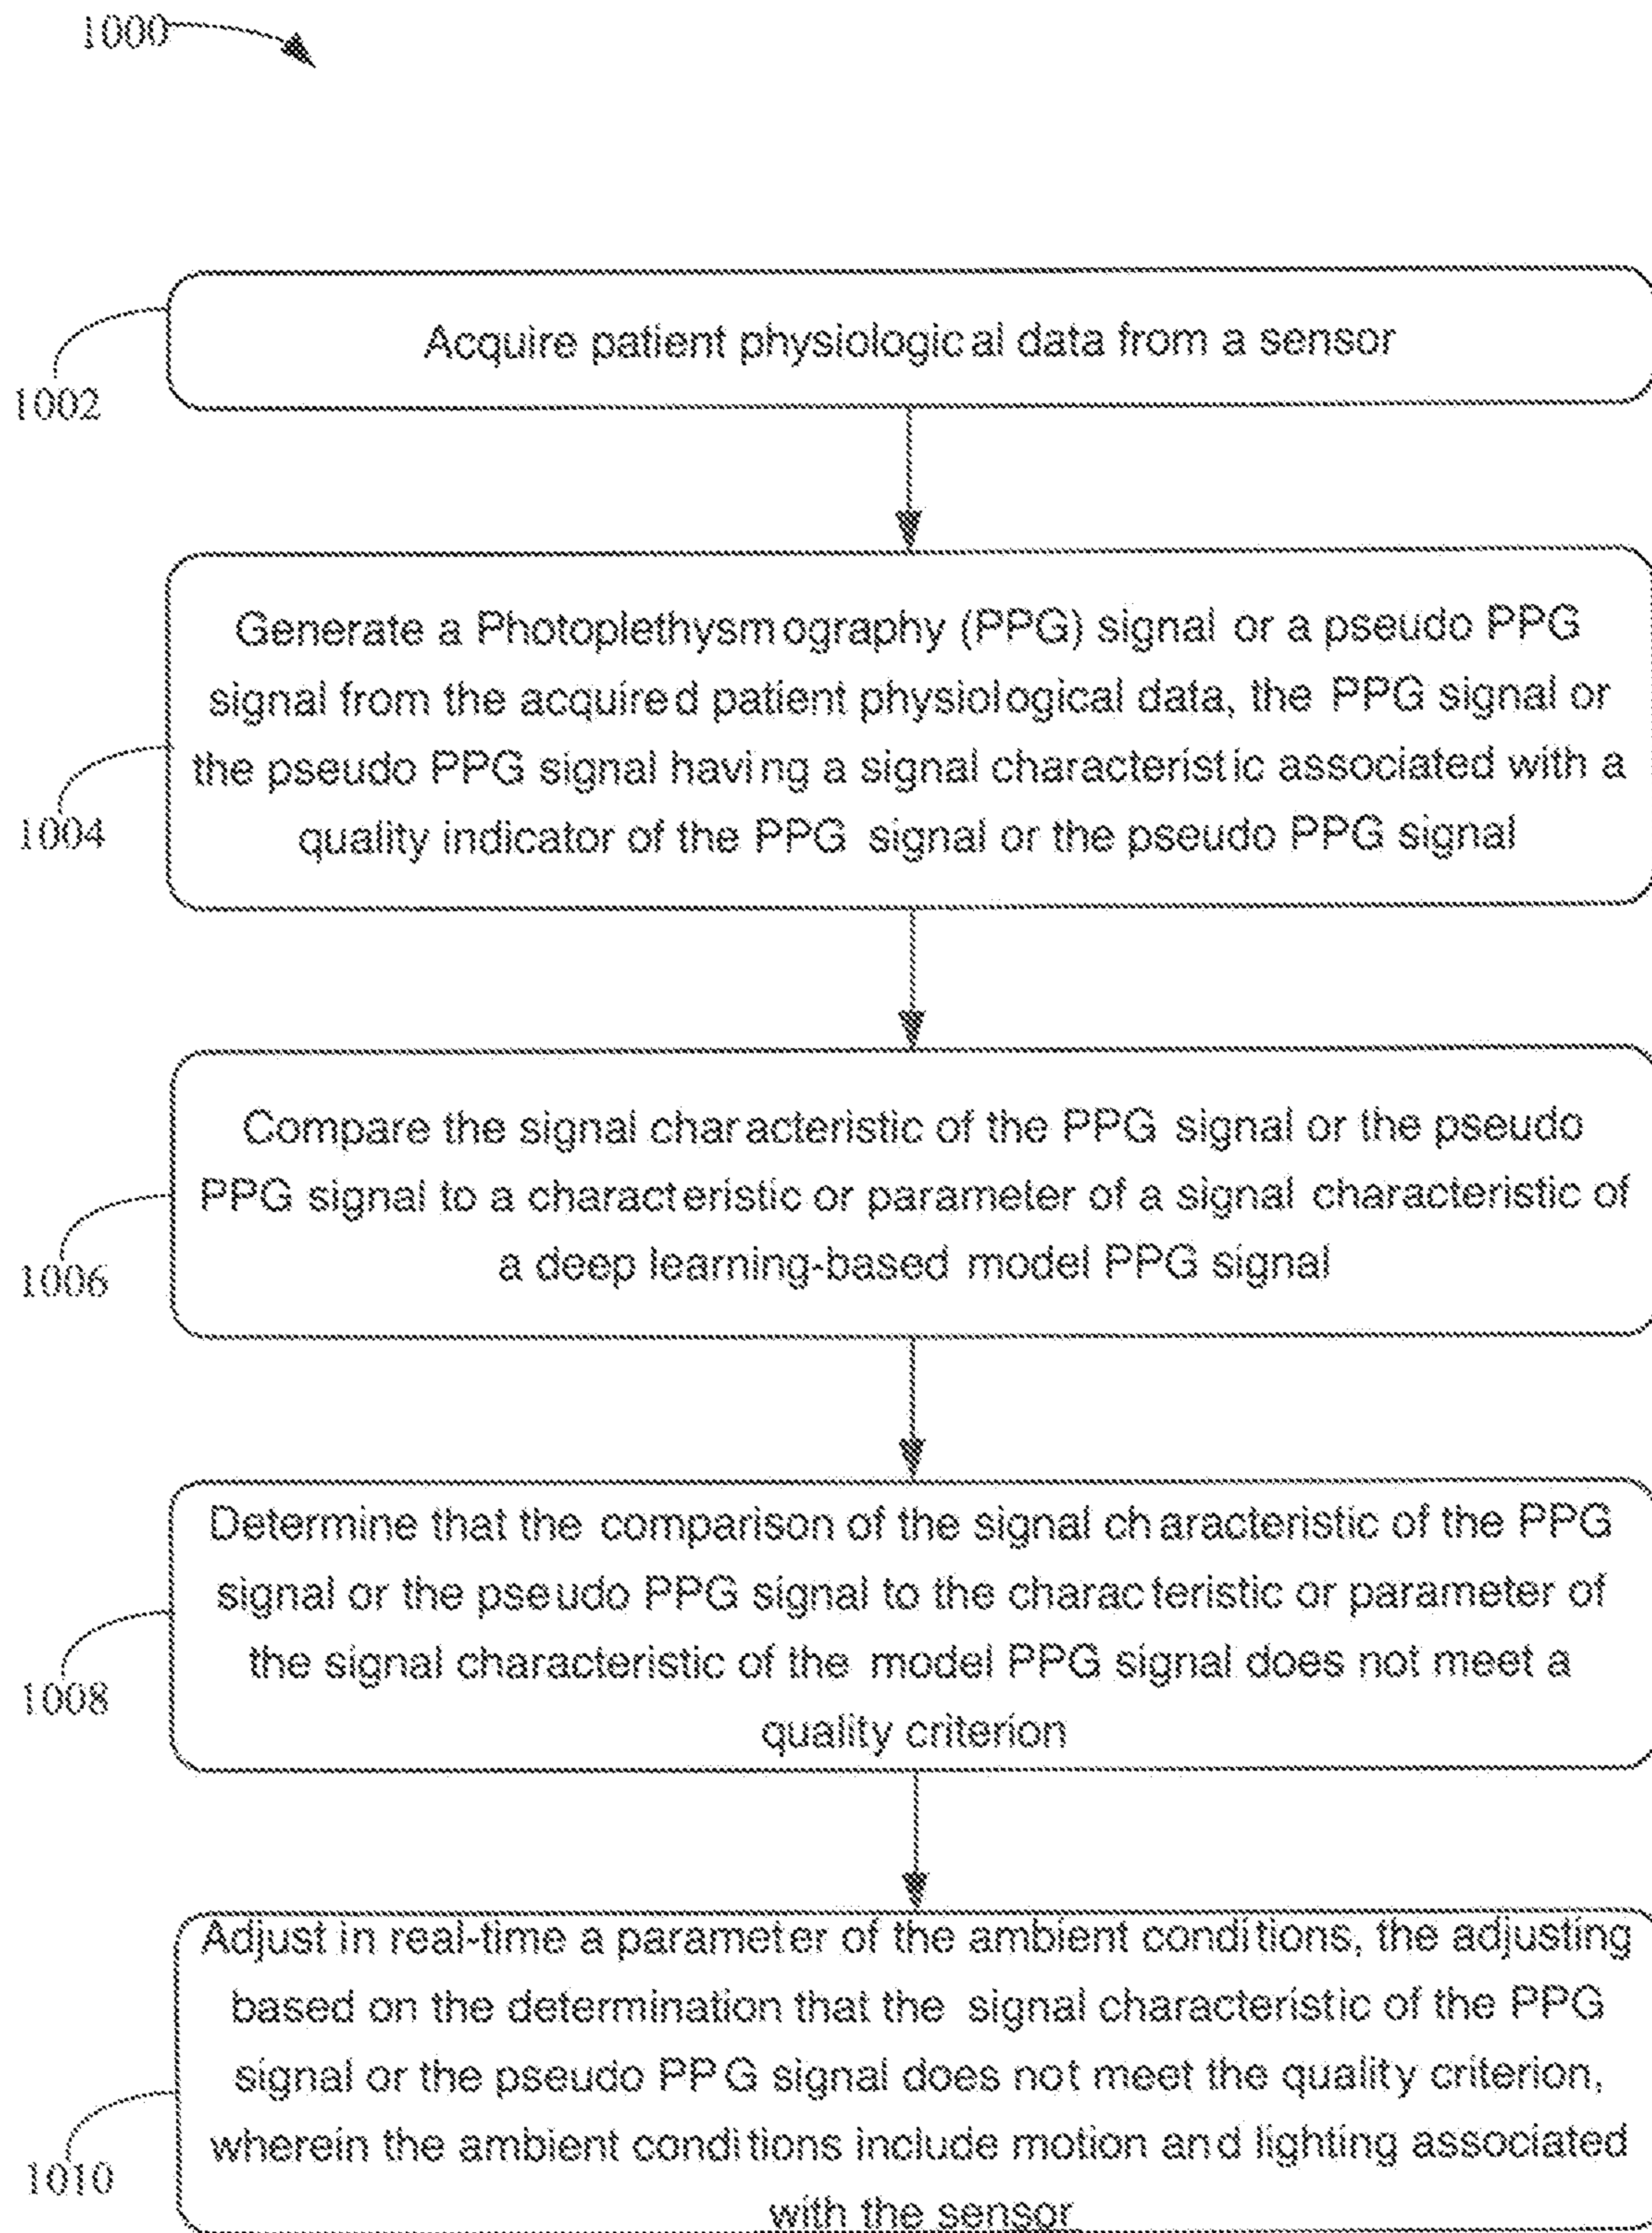 1000
Acquire patient physiological data from a sensor
1002
Generate a Photoplethysmography (PPG) signal or a pseudo PPG
signal from the acquired patient physiological data, the PPG signal or
the pseudo PPG signal having a signal characteristic associated with a
quality indicator of the PPG signal or the pseudo PPG signal
1004
Compare the signal characteristic of the PPG signal or the pseudo
PPG signal to a characteristic or parameter of a signal characteristic of
a deep learning-based model PPG signal
1006
Determine that the comparison of the signal characteristic of the PPG
signal or the pseudo PPG signal to the characteristic or parameter of
the signal characteristic of the model PPG signal does not meet a
quality criterion
1008
Adjust in real-time a parameter of the ambient conditions, the adjusting
based on the determination that the signal characteristic of the PPG
signal or the pseudo PPG signal does not meet the quality criterion,
wherein the ambient conditions include motion and lighting associated
with the sensor
1010